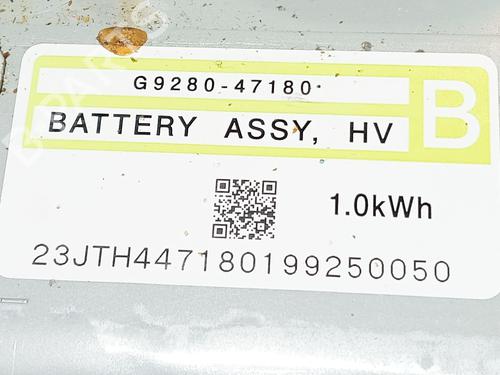 G9280-47180
B
BATTERY ASSY, HV
1.0kWh
23JTH447180199250050